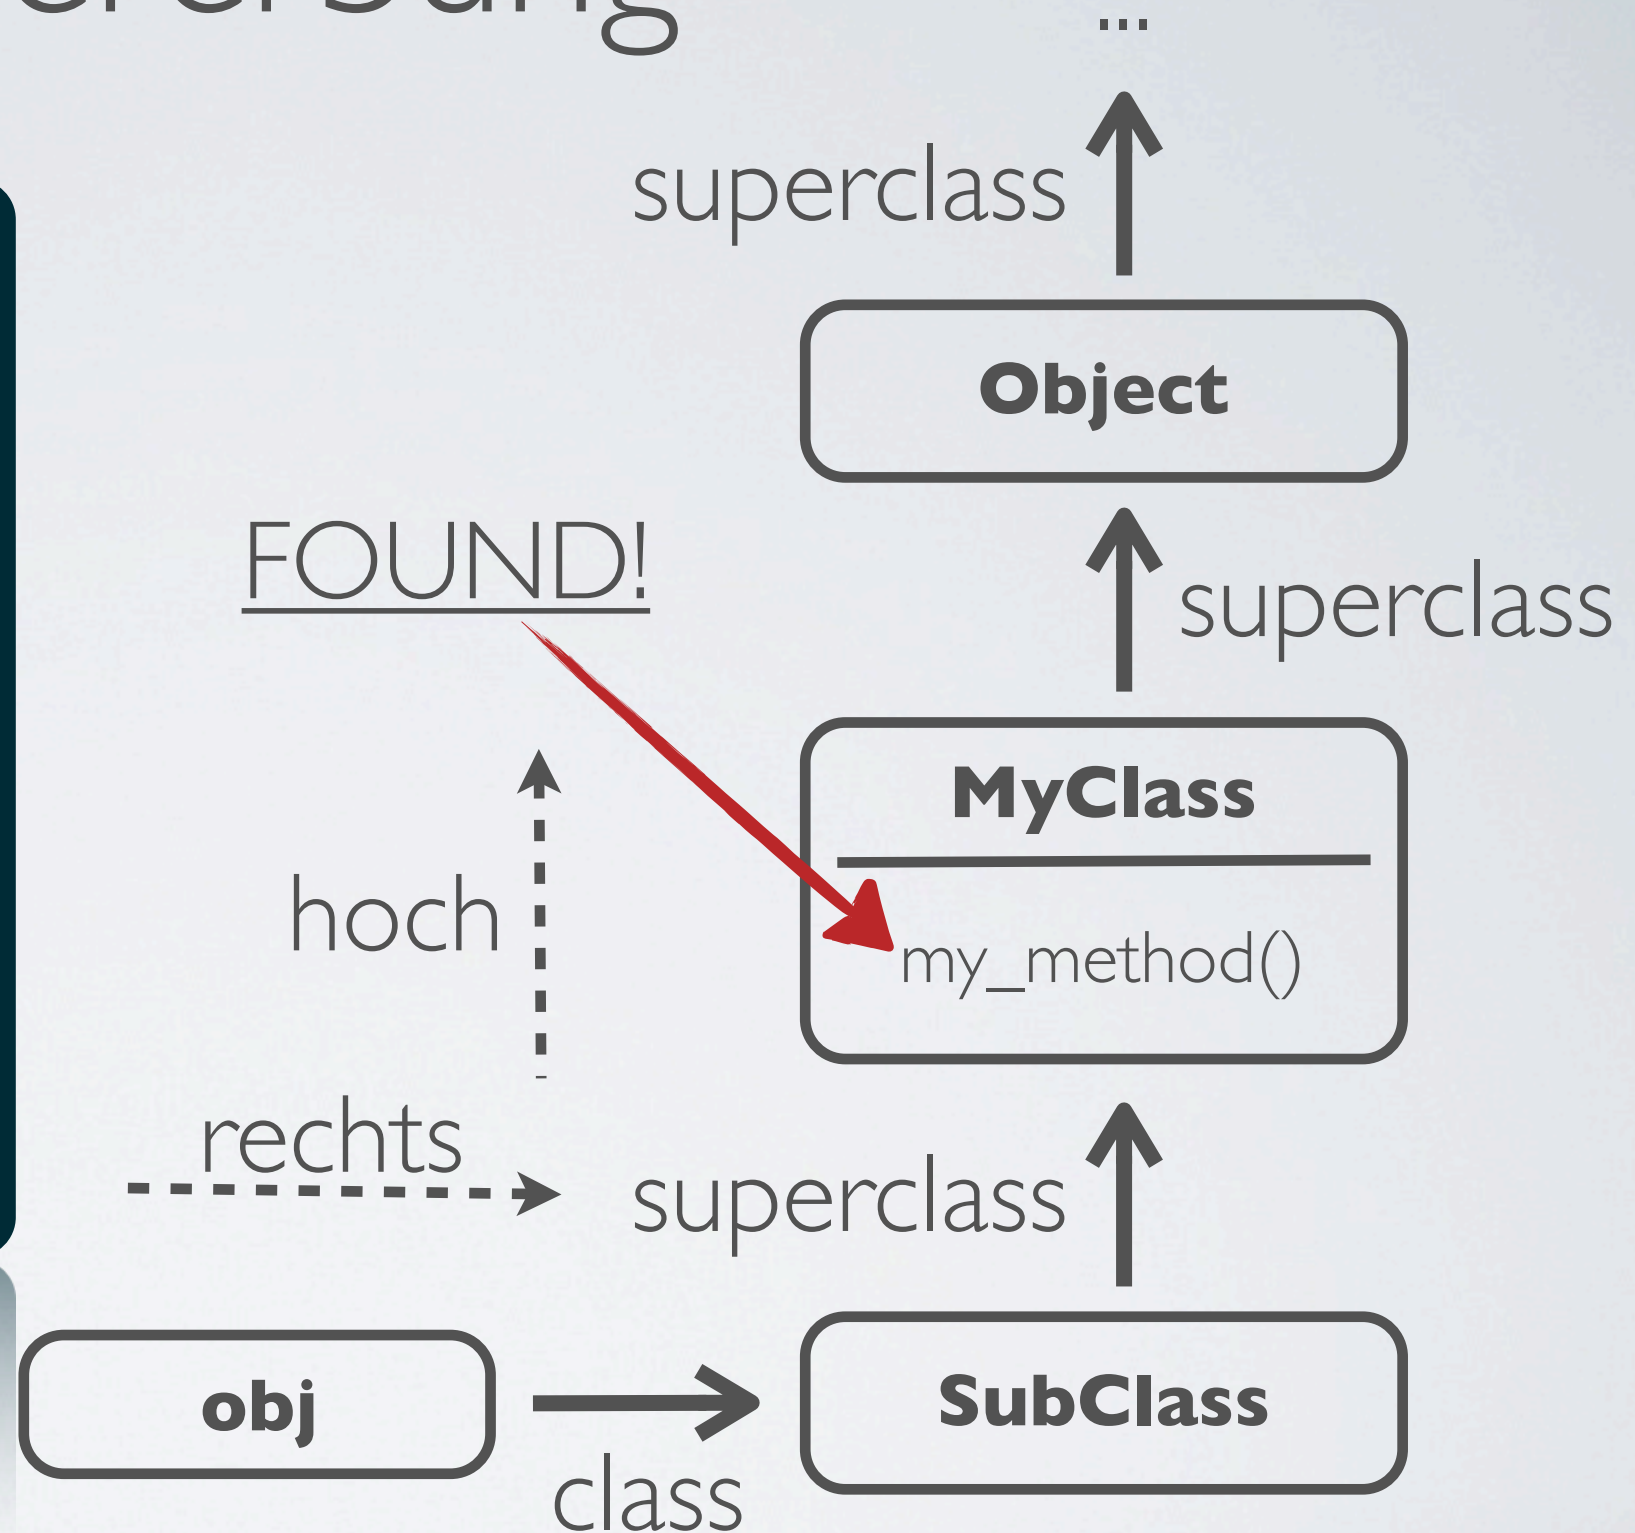 ...
superclass
Object
FOUND!
superclass
MyClass
hoch
my_method()
rechts
superclass
obj
SubClass
class